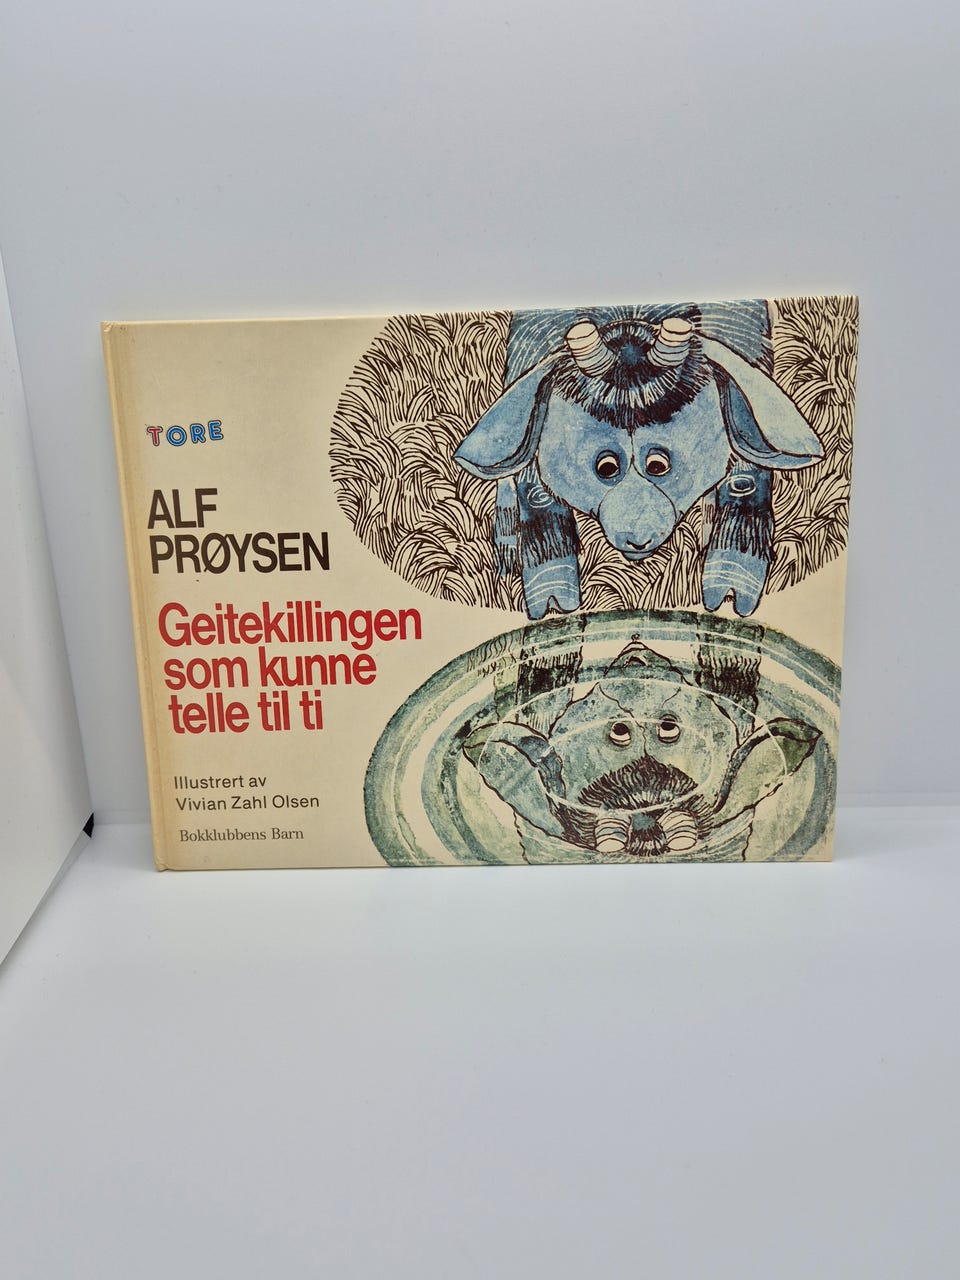 TORE
ALF
PRØYSEN
Geitekillingen
som kunne
telle til ti
Illustrert av
Vivian Zahl Olsen
Bokklubbens Barn